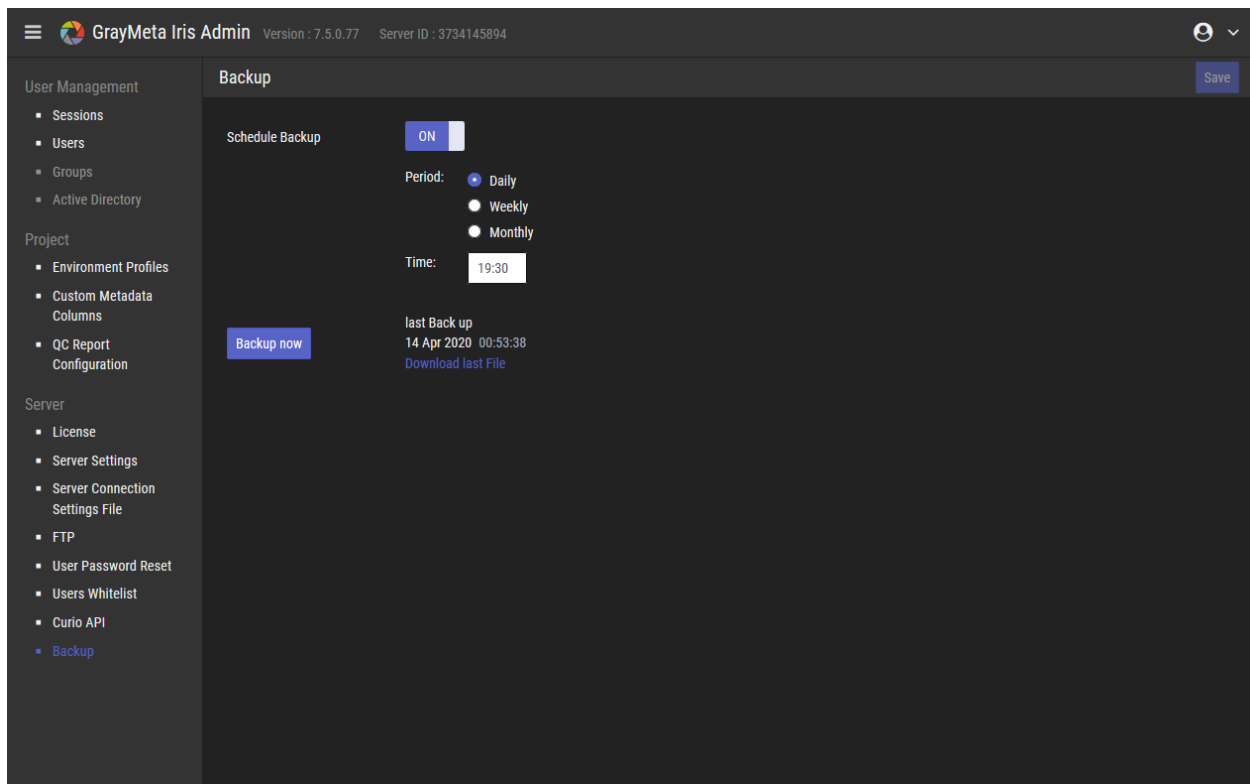 GrayMeta Iris Admin Version : 7.5.0.77 Server ID : 3734145894
User Management
Sessions
Users
Groups
Active Directory
Project
Environment Profiles
Custom Metadata
Columns
QC Report
Configuration
Server
License
Server Settings
Server Connection
Settings File
FTP
User Password Reset
Users Whitelist
Curio API
Backup
Backup
Save
Schedule Backup
ON
Period:
Daily
Weekly
Monthly
Time:
19:30
Backup now
last Back up
14 Apr 2020 00:53:38
Download last File